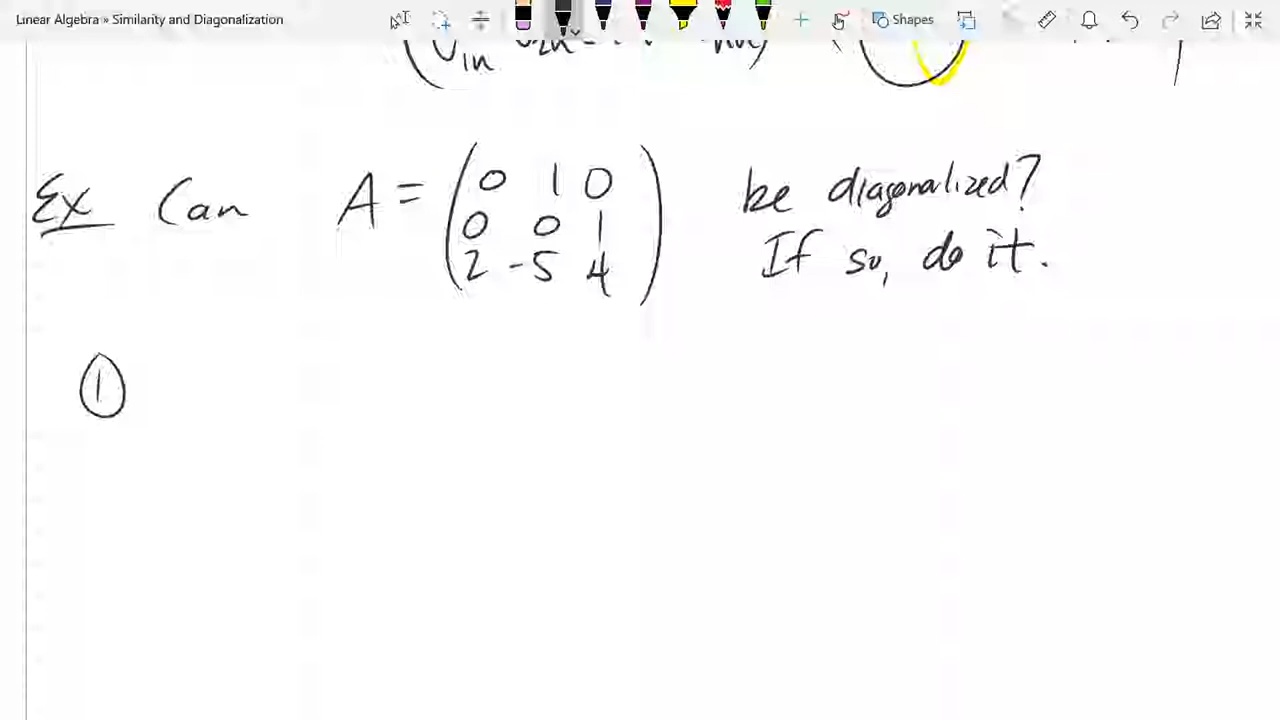 Linear Algebra » Similarity and Diagonalization
Shapes
Ex Can A = (0 1 0 be diagonalized?
0 0 1
2 -5 4) If so, do it.
①